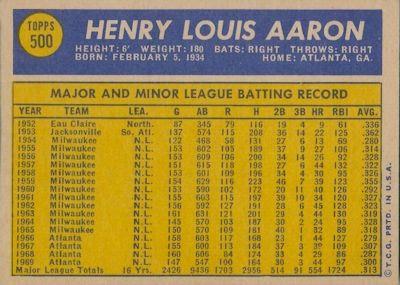 TOPPS
500
HENRY LOUIS AARON
HEIGHT: 6' WEIGHT: 180 BATS: RIGHT THROWS: RIGHT
BORN: FEBRUARY 5, 1934 HOME: ATLANTA, GA.
MAJOR AND MINOR LEAGUE BATTING RECORD
YEAR TEAM LEA. G AB R H 2B 3B HR RBI AVG.
1952 Eau Claire North. 87 345 79 116 19 4 9 61 .336
1953 Jacksonville So. Atl. 137 574 115 208 36 14 22 125 .362
1954 Milwaukee N.L. 122 468 58 131 27 6 13 69 .280
1955 Milwaukee N.L. 153 602 105 189 37 9 27 106 .314
1956 Milwaukee N.L. 153 609 106 200 34 14 26 92 .328
1957 Milwaukee N.L. 151 615 118 198 27 6 44 132 .322
1958 Milwaukee N.L. 153 601 109 196 34 4 30 95 .326
1959 Milwaukee N.L. 154 629 116 223 46 7 39 123 .355
1960 Milwaukee N.L. 153 590 102 172 20 11 40 126 .292
1961 Milwaukee N.L. 155 603 115 197 39 10 34 120 .327
1962 Milwaukee N.L. 156 592 127 191 28 6 45 128 .323
1963 Milwaukee N.L. 161 631 121 201 29 4 44 130 .319
1964 Milwaukee N.L. 145 570 103 187 30 2 24 95 .328
1965 Milwaukee N.L. 150 570 109 181 40 1 32 89 .318
1966 Atlanta N.L. 158 603 117 168 23 1 44 127 .279
1967 Atlanta N.L. 155 600 113 184 37 3 39 109 .307
1968 Atlanta N.L. 160 606 84 174 33 4 29 86 .287
1969 Atlanta N.L. 147 547 100 164 30 3 44 97 .300
Major League Totals 16 Yrs. 2426 9436 1703 2956 514 91 554 1724 .313
© T.C.G. PRTD. IN U.S.A.